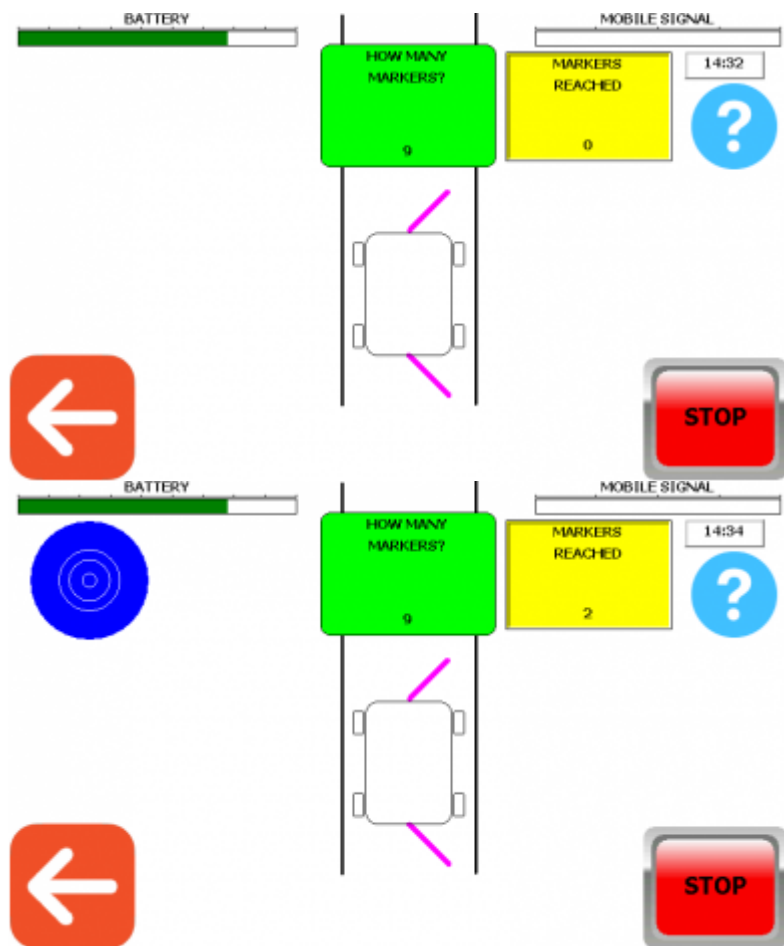 BATTERY
MOBILE SIGNAL
HOW MANY
MARKERS?
9
MARKERS
REACHED
0
14:32
?
STOP
BATTERY
MOBILE SIGNAL
HOW MANY
MARKERS?
9
MARKERS
REACHED
2
14:34
?
STOP